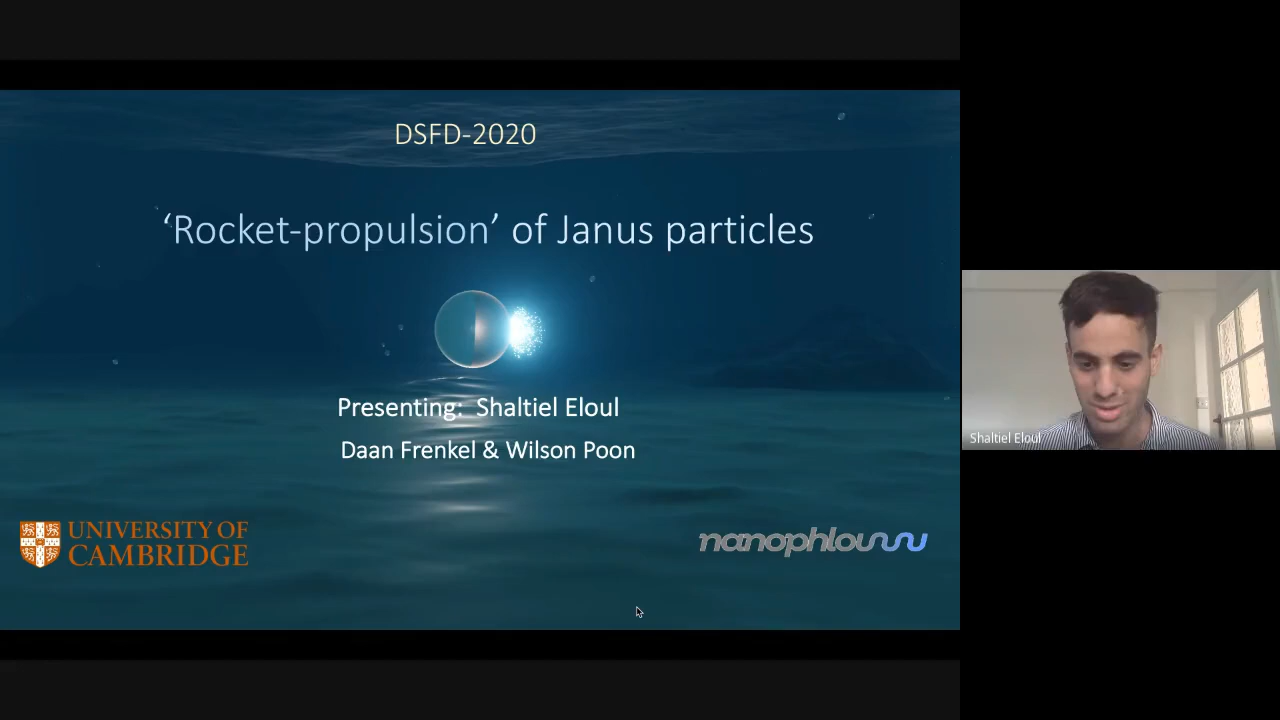 DSFD-2020
‘Rocket-propulsion’ of Janus particles
Presenting: Shaltiel Eloul
Daan Frenkel & Wilson Poon
UNIVERSITY OF
CAMBRIDGE
nanophlow
Shaltiel Eloul